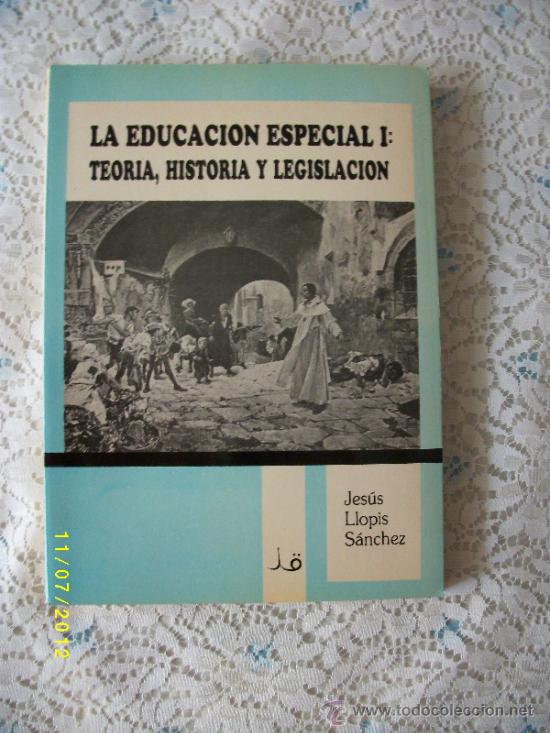 LA EDUCACION ESPECIAL I:
TEORIA, HISTORIA Y LEGISLACION
Jesús
Llopis
Sánchez
11/07/2012
www.todocoleccion.net